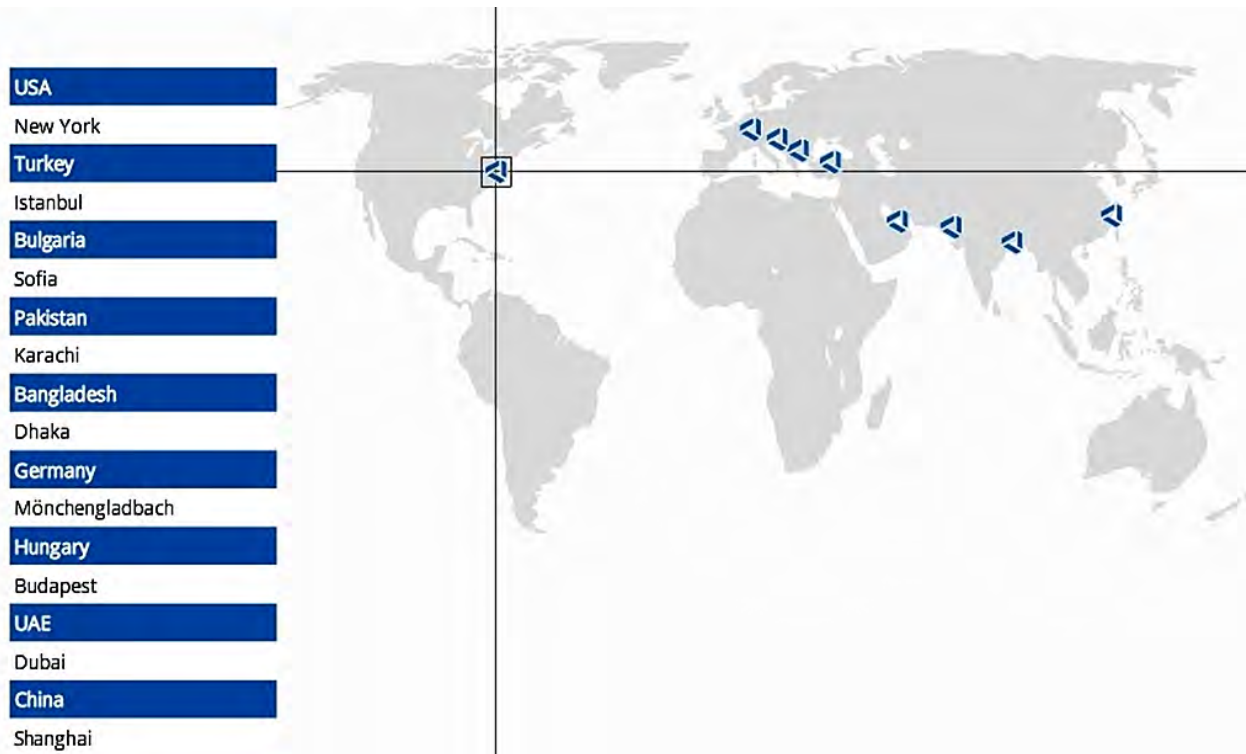 USA
New York
Turkey
Istanbul
Bulgaria
Sofia
Pakistan
Karachi
Bangladesh
Dhaka
Germany
Mönchengladbach
Hungary
Budapest
UAE
Dubai
China
Shanghai